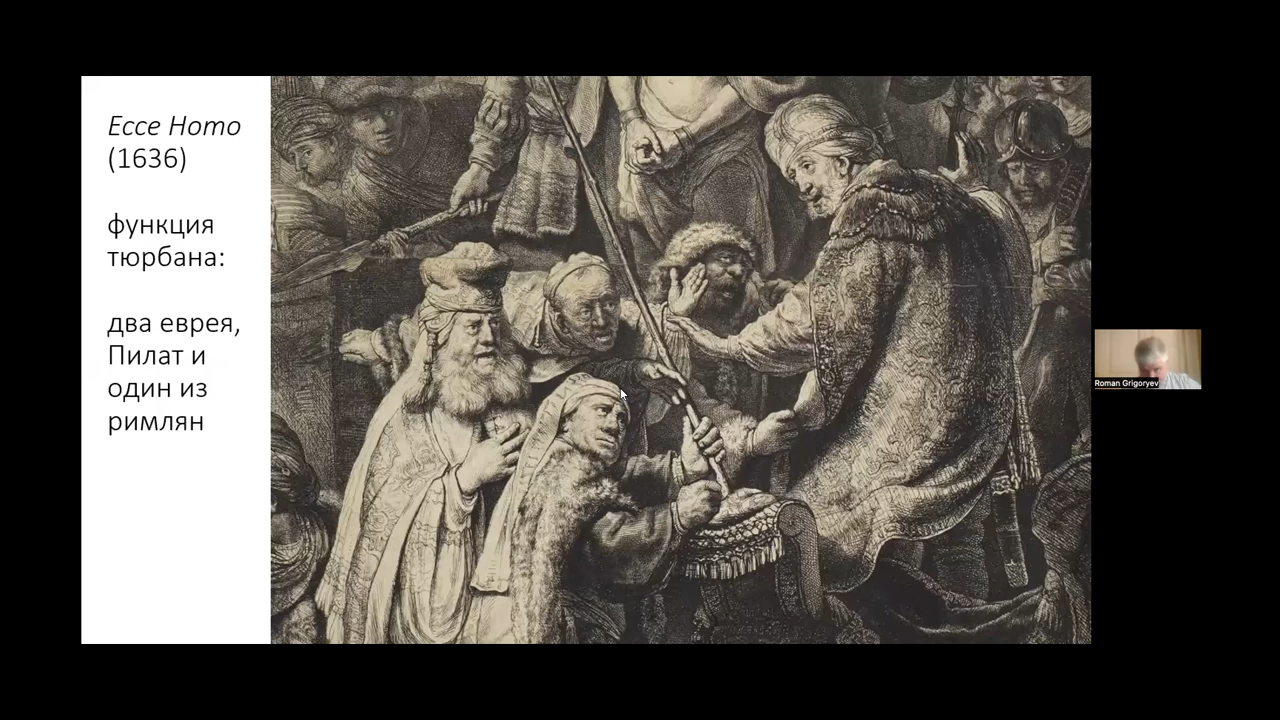 Ecce Homo
(1636)
функция
тюрбана:
два еврея,
Пилат и
один из
римлян
Roman Grigoryev